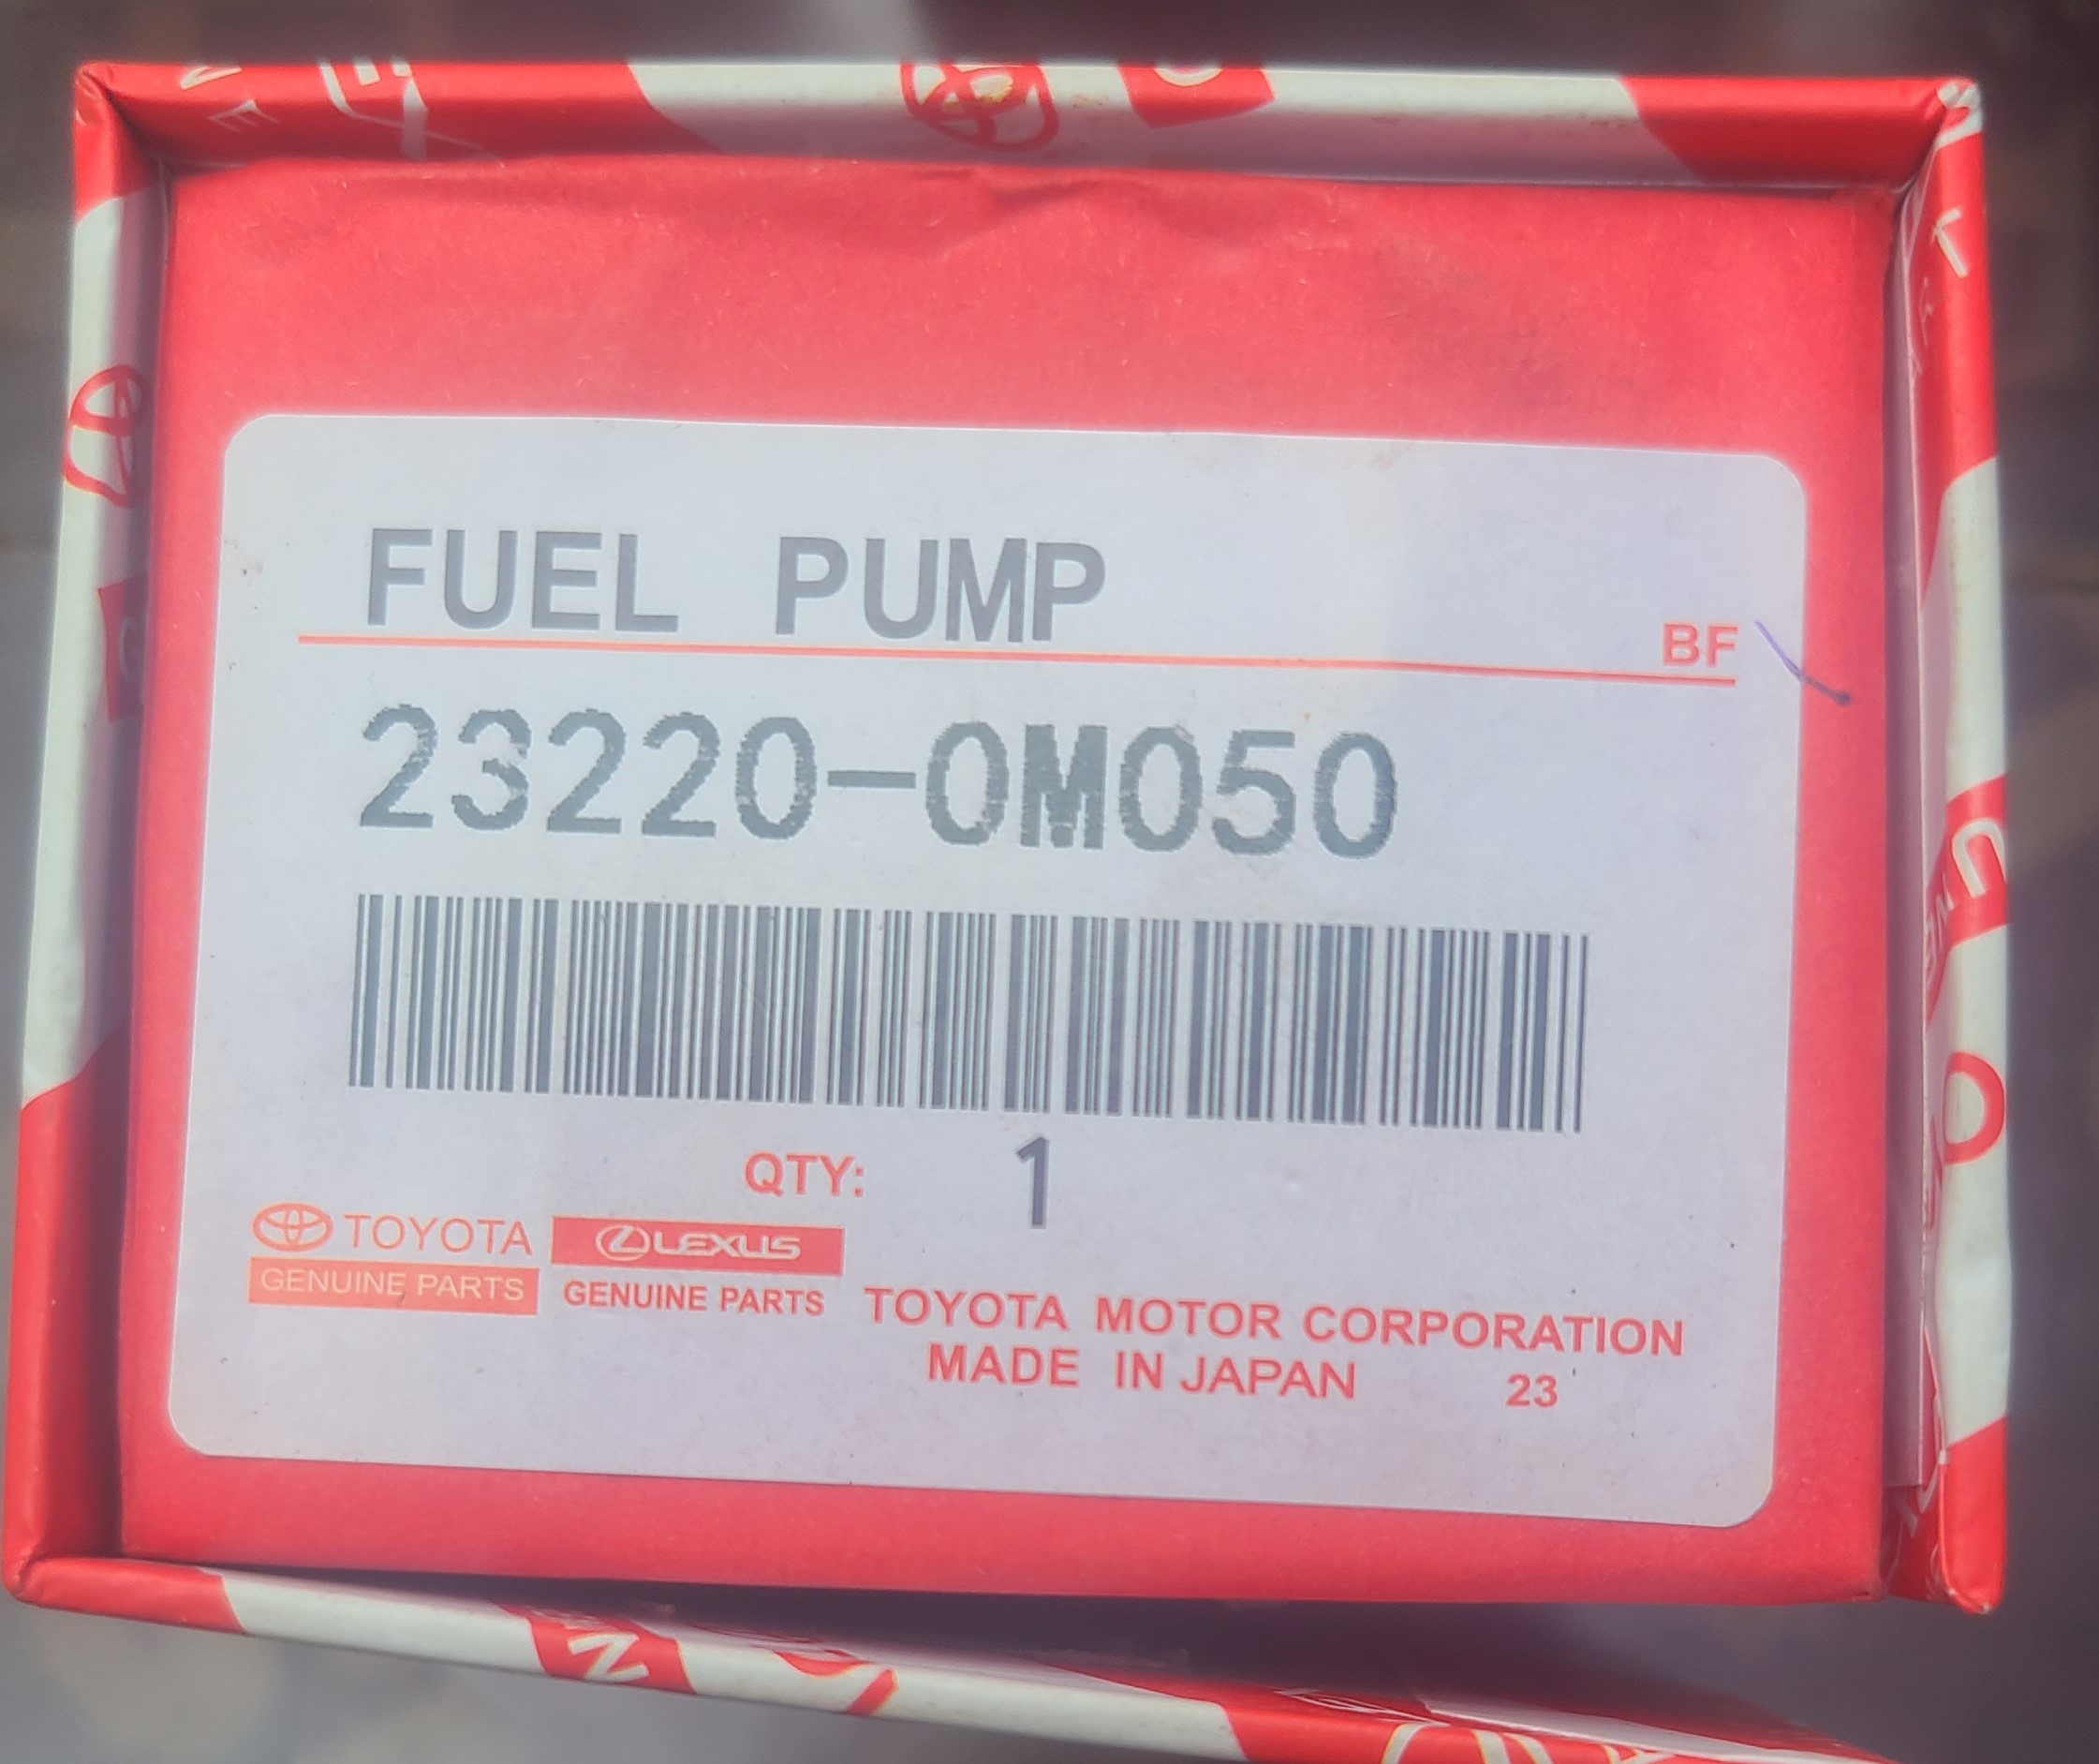 FUEL PUMP
BF
23220-0M050
QTY: 1
TOYOTA
GENUINE PARTS
LEXUS
GENUINE PARTS
TOYOTA MOTOR CORPORATION
MADE IN JAPAN 23